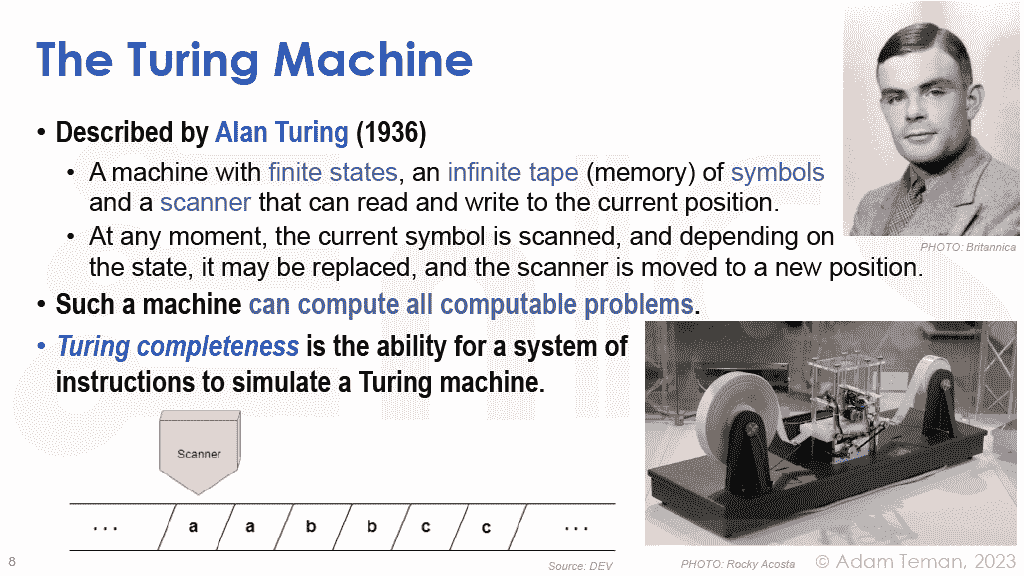 The Turing Machine
• Described by Alan Turing (1936)
• A machine with finite states, an infinite tape (memory) of symbols
and a scanner that can read and write to the current position.
• At any moment, the current symbol is scanned, and depending on
the state, it may be replaced, and the scanner is moved to a new position.
PHOTO: Britannica
• Such a machine can compute all computable problems.
• Turing completeness is the ability for a system of
instructions to simulate a Turing machine.
Scanner
... a a b b c c ...
8
Source: DEV
PHOTO: Rocky Acosta
© Adam Teman, 2023